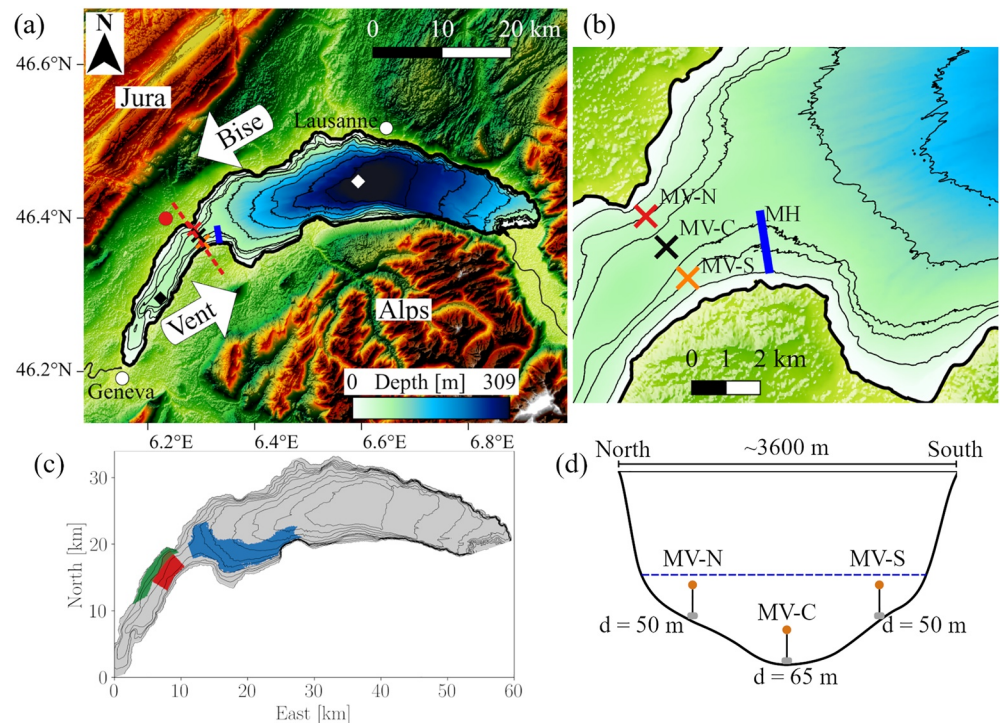 (a)
N
0 10 20 km
46.6°N
Jura
Bise
Lausanne
46.4°N
Vent
Alps
46.2°N
Geneva
0 Depth [m] 309
6.2°E 6.4°E 6.6°E 6.8°E
(b)
MV-N
MH
MV-C
MV-S
0 1 2 km
(c)
30
20
10
0
North [km]
0 10 20 30 40 50 60
East [km]
(d)
North South
~3600 m
MV-N MV-S
MV-C
d = 50 m d = 50 m
d = 65 m